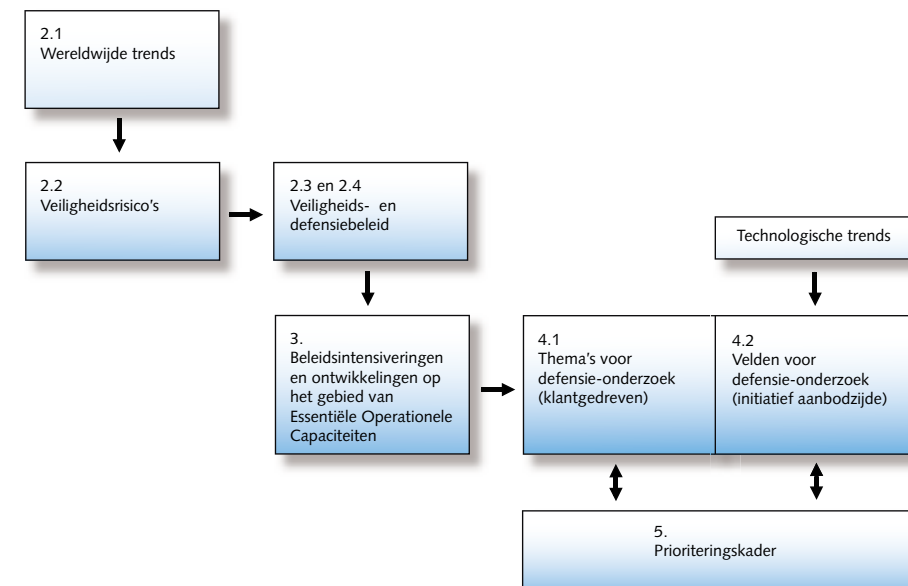 2.1
Wereldwijde trends
2.2
Veiligheidsrisico's
2.3 en 2.4
Veiligheids- en
defensiebeleid
Technologische trends
3.
Beleidsintensiveringen
en ontwikkelingen op
het gebied van
Essentiële Operationele
Capaciteiten
4.1
Thema's voor
defensie-onderzoek
(klantgedreven)
4.2
Velden voor
defensie-onderzoek
(initiatief aanbodzijde)
5.
Prioriteringskader